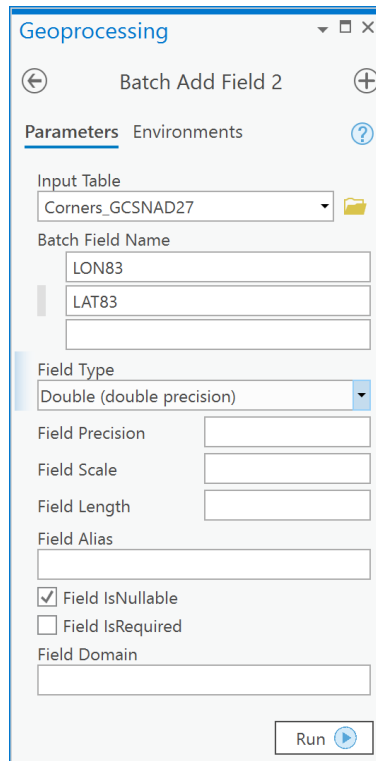 Geoprocessing
Batch Add Field 2
Parameters Environments
?
Input Table
Corners_GCSNAD27
Batch Field Name
LON83
LAT83
Field Type
Double (double precision)
Field Precision
Field Scale
Field Length
Field Alias
Field IsNullable
Field IsRequired
Field Domain
Run